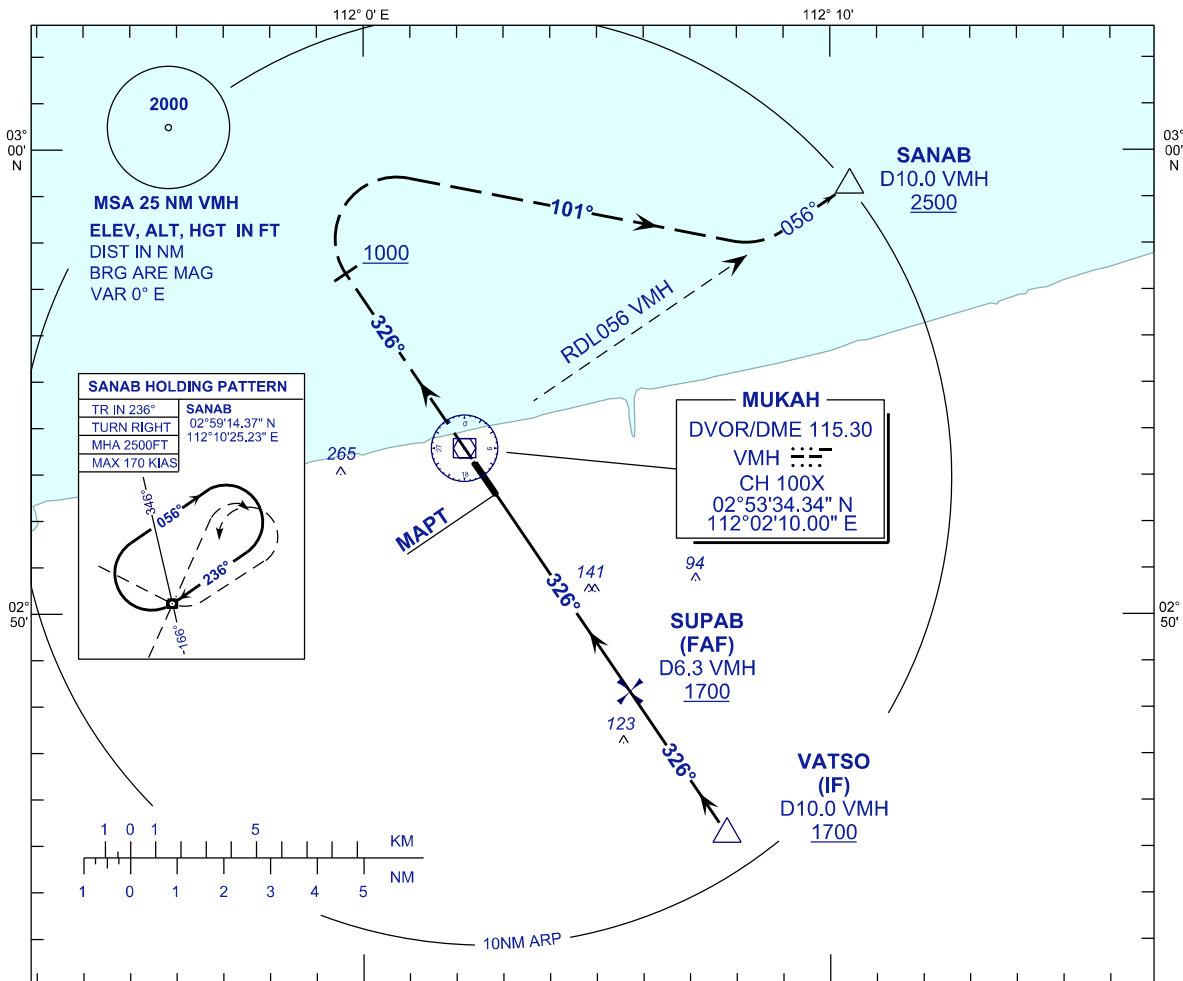 112° 0' E
112° 10'
2000
03°
00'
N
03°
00'
N
MSA 25 NM VMH
ELEV, ALT, HGT IN FT
DIST IN NM
BRG ARE MAG
VAR 0° E
SANAB
D10.0 VMH
2500
101°
056°
1000
326°
RDL056 VMH
SANAB HOLDING PATTERN
TR IN 236°
TURN RIGHT
MHA 2500FT
MAX 170 KIAS
SANAB
02°59'14.37" N
112°10'25.23" E
346°
056°
236°
166°
265
0
9
18
27
MAPT
MUKAH
DVOR/DME 115.30
VMH
CH 100X
02°53'34.34" N
112°02'10.00" E
141
94
326°
02°
50'
02°
50'
SUPAB
(FAF)
D6.3 VMH
1700
123
326°
VATSO
(IF)
D10.0 VMH
1700
1 0 1 5 KM
1 0 1 2 3 4 5 NM
10NM ARP